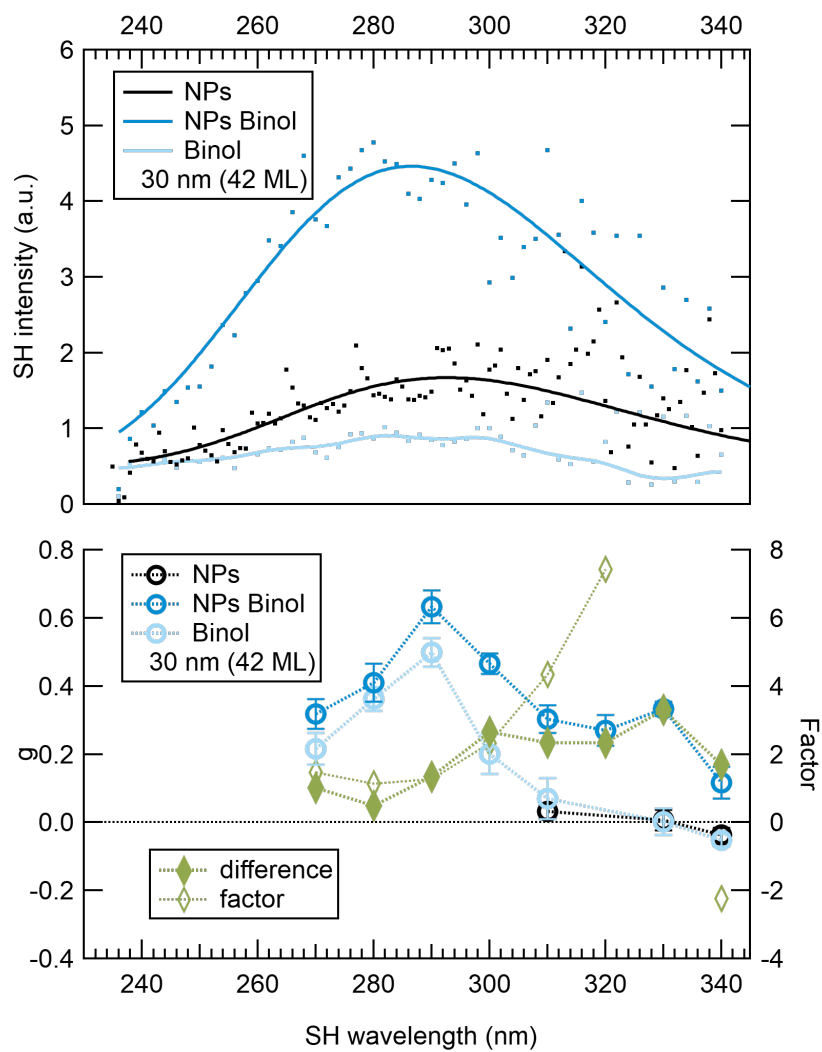 240 260 280 300 320 340
6
5
4
3
2
1
0
SH intensity (a.u.)
NPs
NPs Binol
Binol
30 nm (42 ML)
0.8
0.6
0.4
0.2
0.0
-0.2
-0.4
g
NPs
NPs Binol
Binol
30 nm (42 ML)
difference
factor
8
6
4
2
0
-2
-4
Factor
240 260 280 300 320 340
SH wavelength (nm)